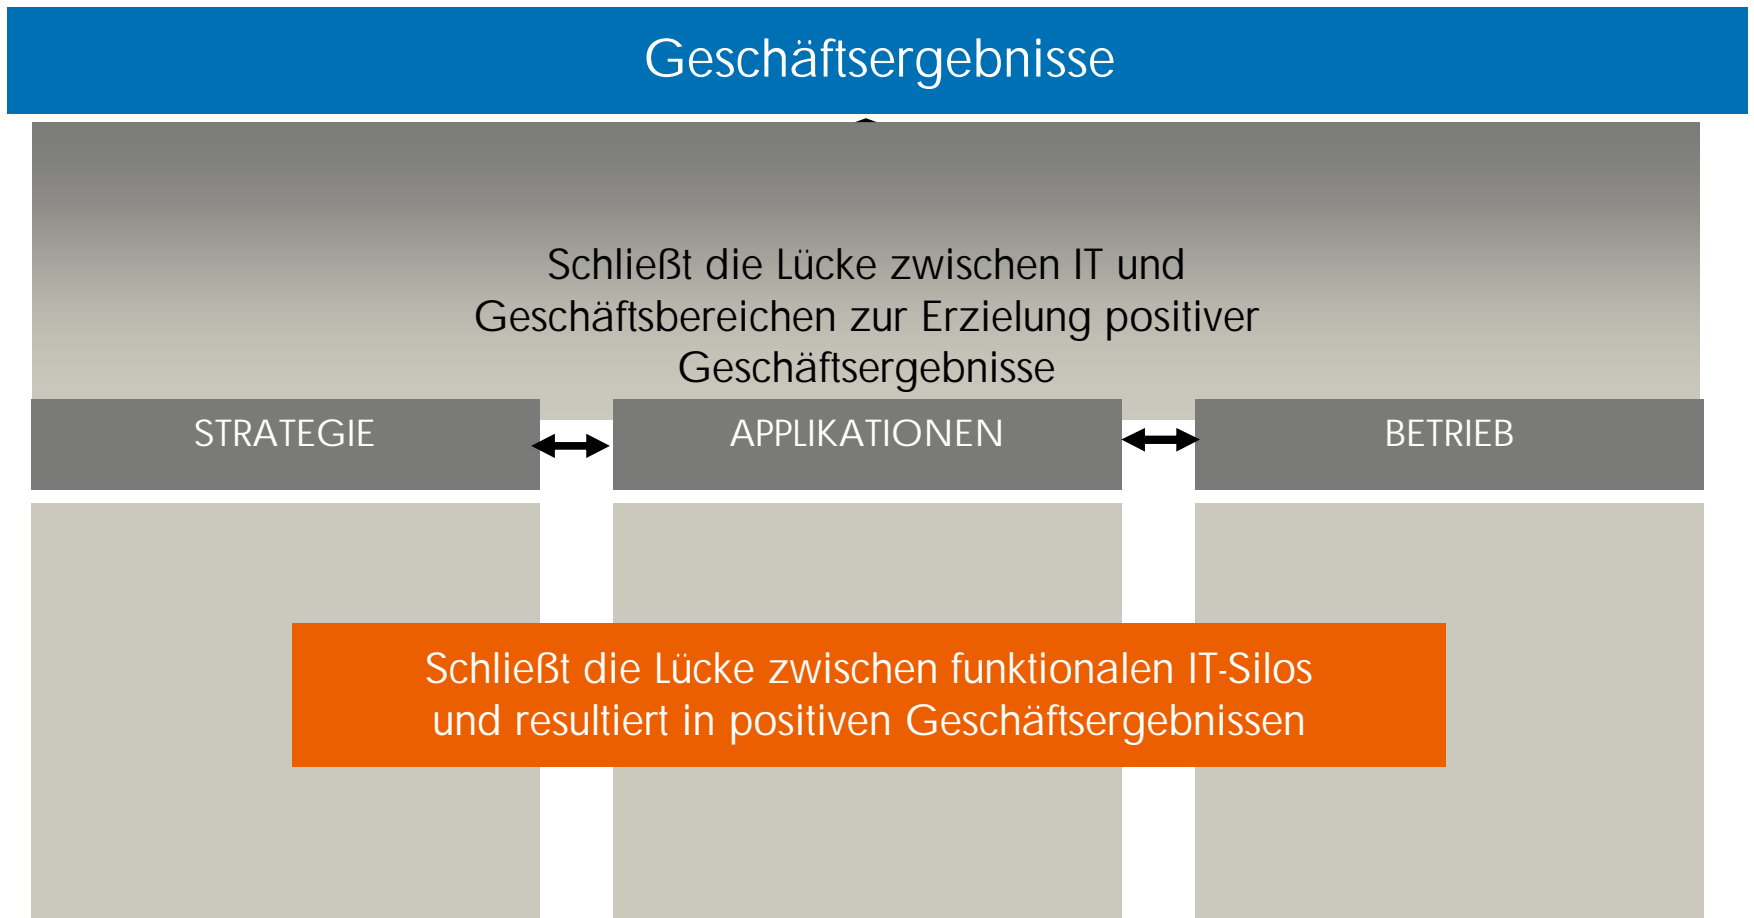 Geschäftsergebnisse
Schließt die Lücke zwischen IT und
Geschäftsbereichen zur Erzielung positiver
Geschäftsergebnisse
STRATEGIE
APPLIKATIONEN
BETRIEB
Schließt die Lücke zwischen funktionalen IT-Silos
und resultiert in positiven Geschäftsergebnissen